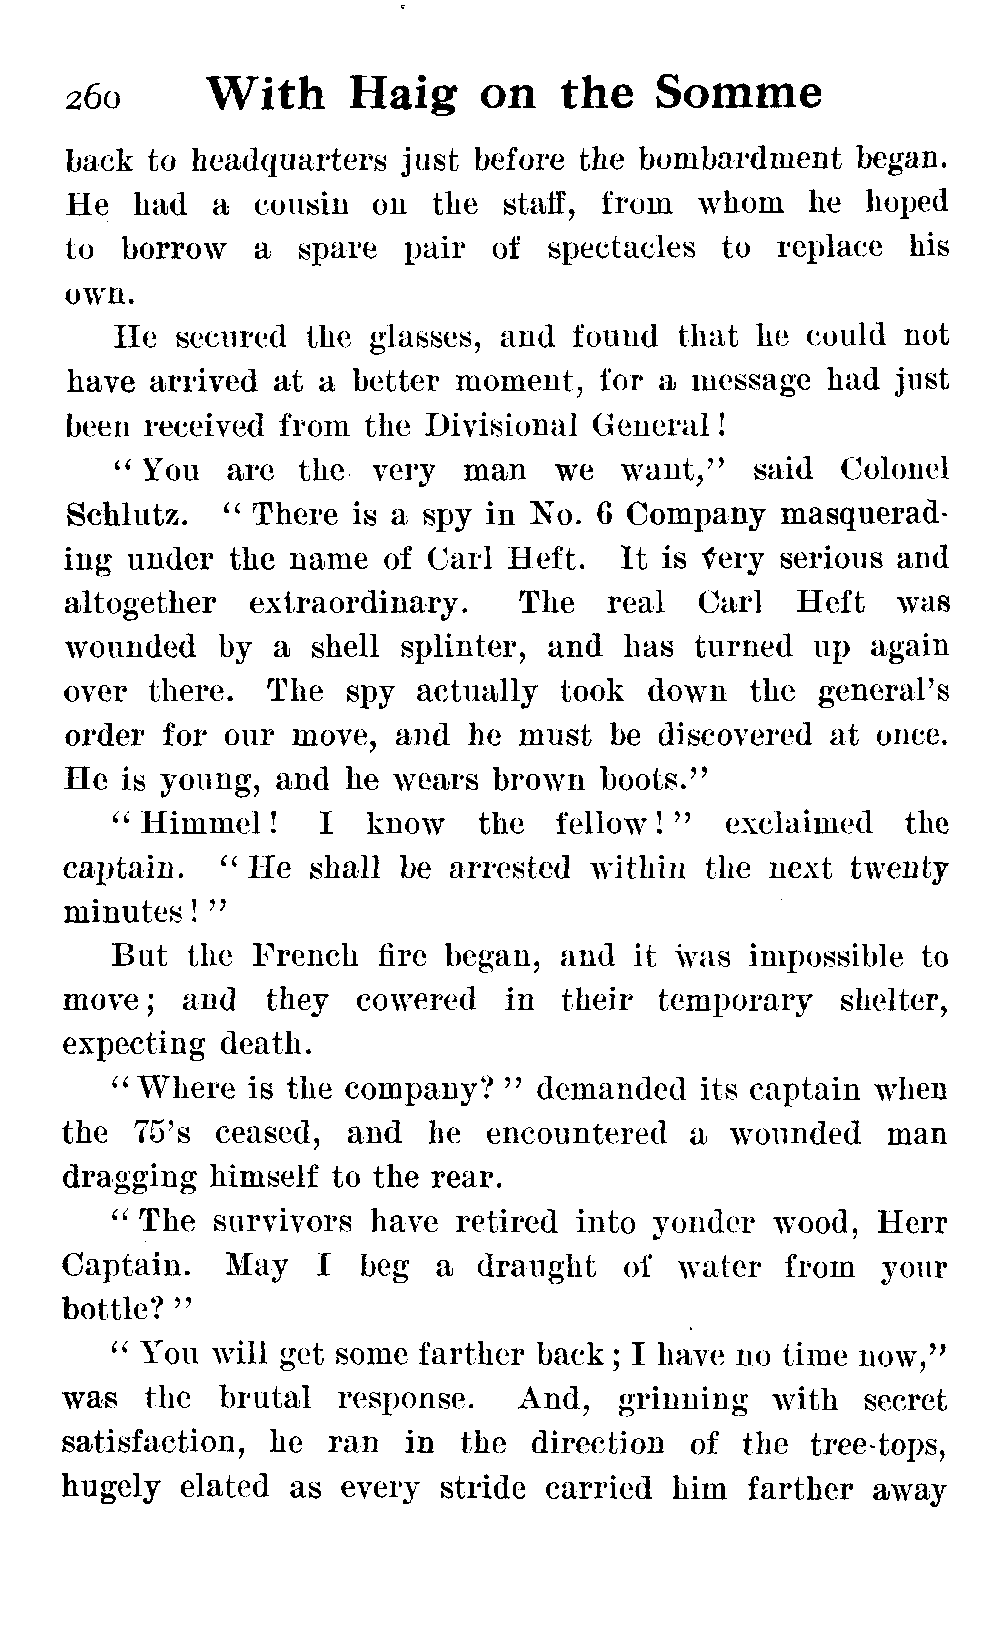 260 With Haig on the Somme
back to headquarters just before the bombardment began.
He had a cousin on the staff, from whom he hoped
to borrow a spare pair of spectacles to replace his
own.
He secured the glasses, and found that he could not
have arrived at a better moment, for a message had just
been received from the Divisional General!
"You are the very man we want," said Colonel
Schlutz. "There is a spy in No. 6 Company masquerad-
ing under the name of Carl Heft. It is very serious and
altogether extraordinary. The real Carl Heft was
wounded by a shell splinter, and has turned up again
over there. The spy actually took down the general's
order for our move, and he must be discovered at once.
He is young, and he wears brown boots."
"Himmel! I know the fellow!" exclaimed the
captain. "He shall be arrested within the next twenty
minutes!"
But the French fire began, and it was impossible to
move; and they cowered in their temporary shelter,
expecting death.
"Where is the company?" demanded its captain when
the 75's ceased, and he encountered a wounded man
dragging himself to the rear.
"The survivors have retired into yonder wood, Herr
Captain. May I beg a draught of water from your
bottle?"
"You will get some farther back; I have no time now,"
was the brutal response. And, grinning with secret
satisfaction, he ran in the direction of the tree-tops,
hugely elated as every stride carried him farther away